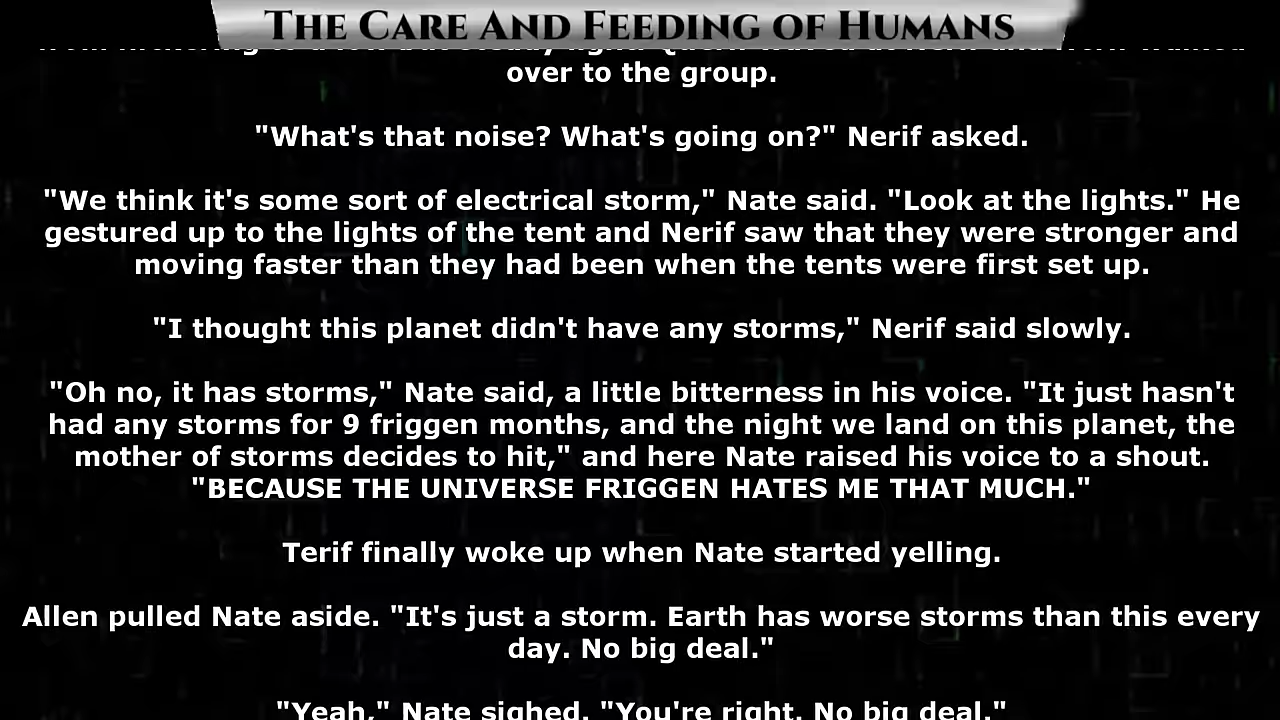 THE CARE AND FEEDING OF HUMANS
over to the group.
"What's that noise? What's going on?" Nerif asked.
"We think it's some sort of electrical storm," Nate said. "Look at the lights." He
gestured up to the lights of the tent and Nerif saw that they were stronger and
moving faster than they had been when the tents were first set up.
"I thought this planet didn't have any storms," Nerif said slowly.
"Oh no, it has storms," Nate said, a little bitterness in his voice. "It just hasn't
had any storms for 9 friggen months, and the night we land on this planet, the
mother of storms decides to hit," and here Nate raised his voice to a shout.
"BECAUSE THE UNIVERSE FRIGGEN HATES ME THAT MUCH."
Terif finally woke up when Nate started yelling.
Allen pulled Nate aside. "It's just a storm. Earth has worse storms than this every
day. No big deal."
"Yeah," Nate sighed. "You're right. No big deal."